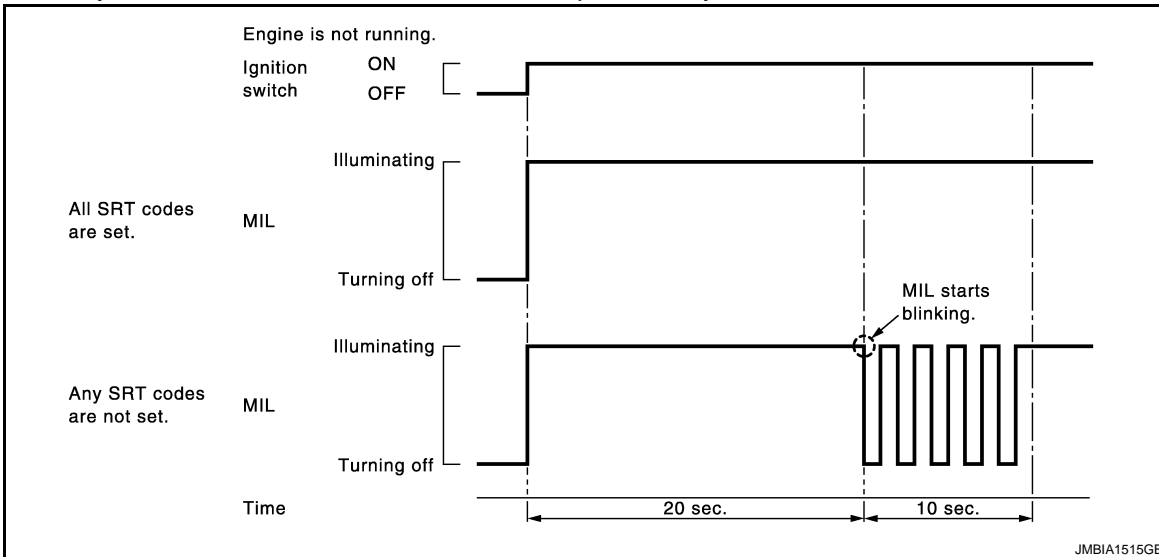 Engine is not running.
Ignition switch
ON
OFF
Illuminating
All SRT codes
are set.
MIL
Turning off
MIL starts
blinking.
Illuminating
Any SRT codes
are not set.
MIL
Turning off
Time
20 sec.
10 sec.